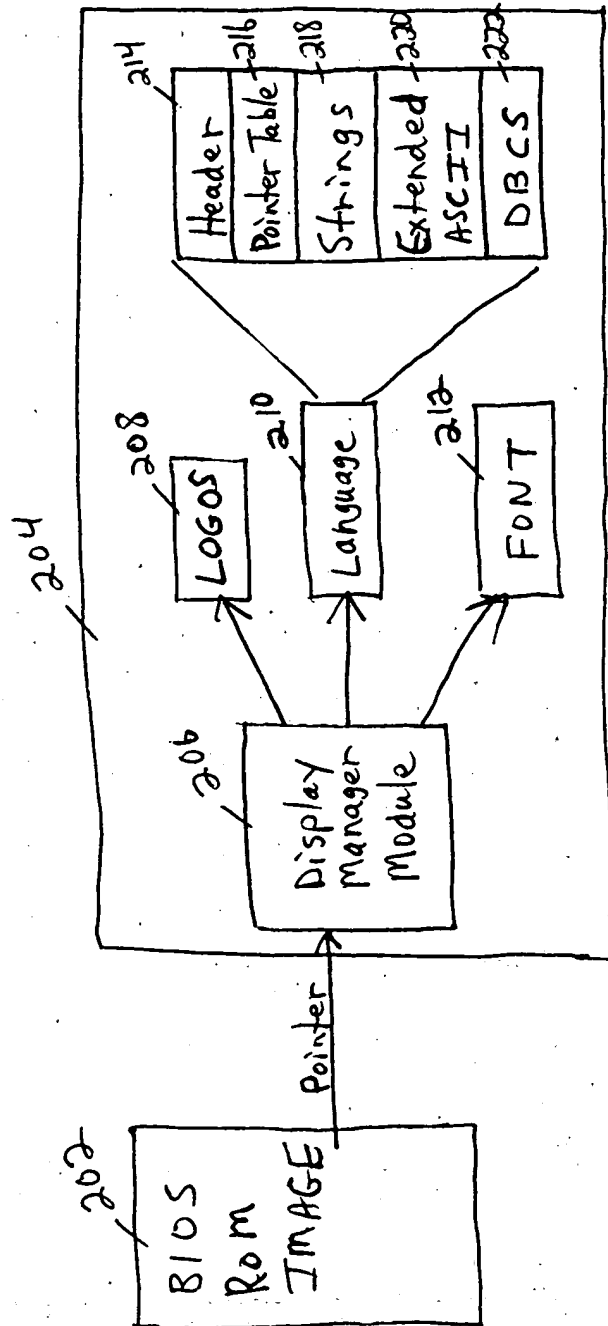 204
202
BIOS
ROM
IMAGE
Pointer
206
Display
Manager
Module
208
LOGOS
210
Language
212
FONT
214
Header
216
Pointer Table
218
Strings
220
Extended
ASCII
222
DBCS